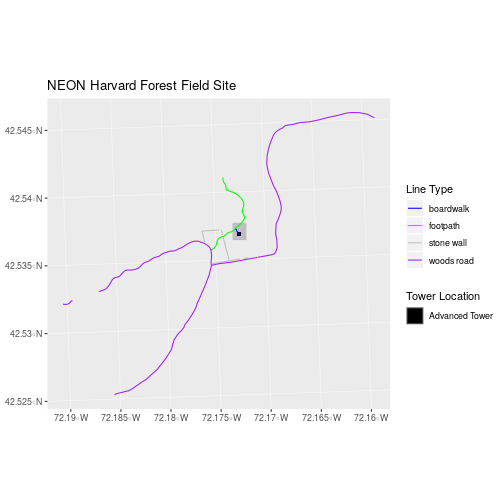 NEON Harvard Forest Field Site
42.545◦N
42.54◦N
42.535◦N
42.53◦N
42.525◦N
72.19◦W 72.185◦W 72.18◦W 72.175◦W 72.17◦W 72.165◦W 72.16◦W
Line Type
boardwalk
footpath
stone wall
woods road
Tower Location
Advanced Tower